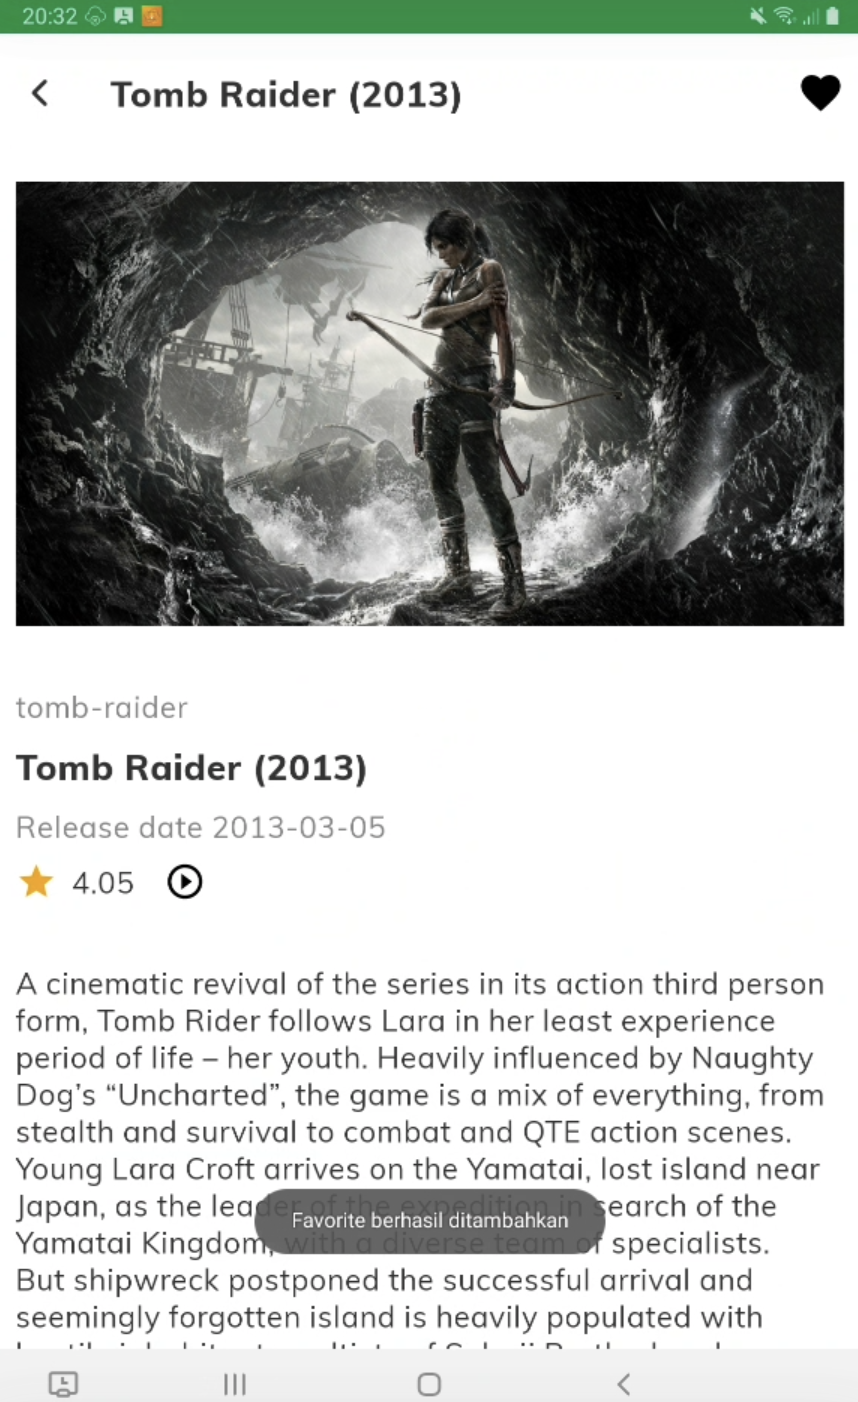 20:32
Tomb Raider (2013)
tomb-raider
Tomb Raider (2013)
Release date 2013-03-05
4.05
A cinematic revival of the series in its action third person
form, Tomb Rider follows Lara in her least experience
period of life – her youth. Heavily influenced by Naughty
Dog’s “Uncharted”, the game is a mix of everything, from
stealth and survival to combat and QTE action scenes.
Young Lara Croft arrives on the Yamatai, lost island near
Japan, as the leader of the expedition in search of the
Favorite berhasil ditambahkan
Yamatai Kingdom, with a diverse team of specialists.
But shipwreck postponed the successful arrival and
seemingly forgotten island is heavily populated with